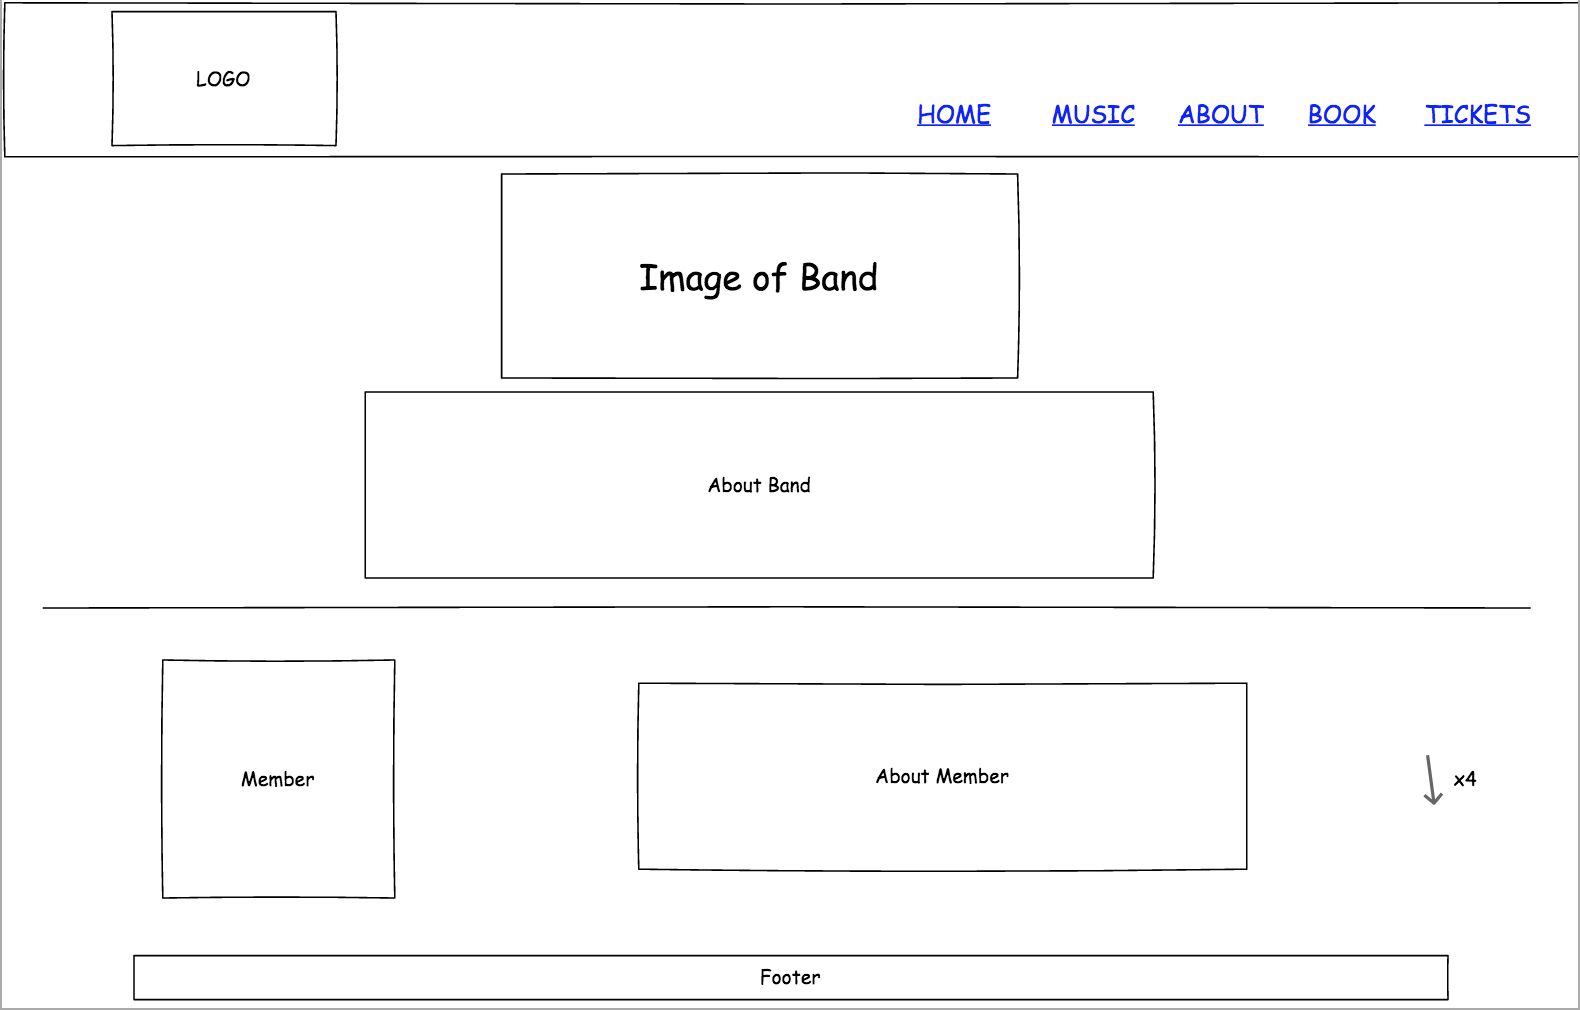 LOGO
HOME MUSIC ABOUT BOOK TICKETS
Image of Band
About Band
Member
About Member
x4
Footer